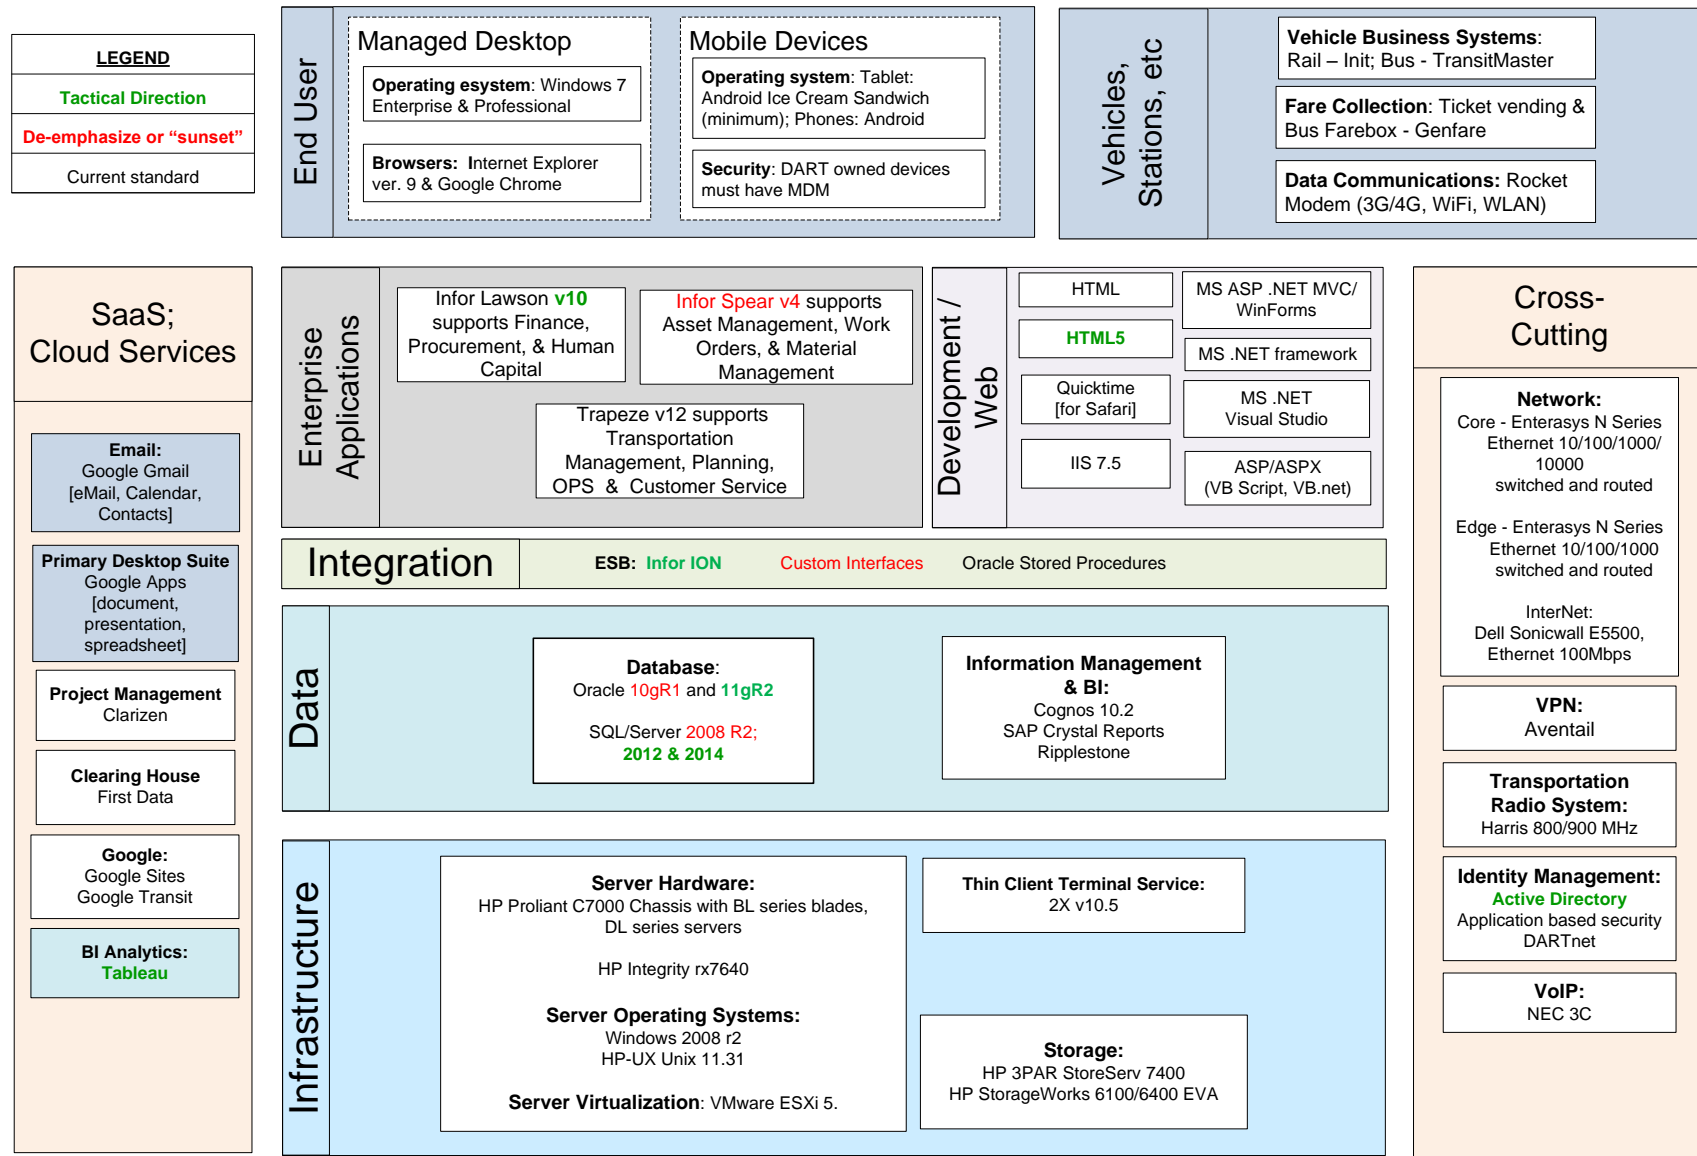 LEGEND
Tactical Direction
De-emphasize or “sunset”
Current standard
End User
Managed Desktop
Operating esystem: Windows 7
Enterprise & Professional
Browsers: Internet Explorer
ver. 9 & Google Chrome
Mobile Devices
Operating system: Tablet:
Android Ice Cream Sandwich
(minimum); Phones: Android
Security: DART owned devices
must have MDM
Vehicles,
Stations, etc
Vehicle Business Systems:
Rail – Init; Bus - TransitMaster
Fare Collection: Ticket vending &
Bus Farebox - Genfare
Data Communications: Rocket
Modem (3G/4G, WiFi, WLAN)
SaaS;
Cloud Services
Email:
Google Gmail
[eMail, Calendar,
Contacts]
Primary Desktop Suite
Google Apps
[document,
presentation,
spreadsheet]
Project Management
Clarizen
Clearing House
First Data
Google:
Google Sites
Google Transit
BI Analytics:
Tableau
Enterprise
Applications
Infor Lawson v10
supports Finance,
Procurement, & Human
Capital
Infor Spear v4 supports
Asset Management, Work
Orders, & Material
Management
Trapeze v12 supports
Transportation
Management, Planning,
OPS & Customer Service
Development /
Web
HTML
HTML5
Quicktime
[for Safari]
IIS 7.5
MS ASP .NET MVC/
WinForms
MS .NET framework
MS .NET
Visual Studio
ASP/ASPX
(VB Script, VB.net)
Integration
ESB: Infor ION
Custom Interfaces
Oracle Stored Procedures
Data
Database:
Oracle 10gR1 and 11gR2
SQL/Server 2008 R2;
2012 & 2014
Information Management
& BI:
Cognos 10.2
SAP Crystal Reports
Ripplestone
Infrastructure
Server Hardware:
HP Proliant C7000 Chassis with BL series blades,
DL series servers
HP Integrity rx7640
Server Operating Systems:
Windows 2008 r2
HP-UX Unix 11.31
Server Virtualization: VMware ESXi 5.
Thin Client Terminal Service:
2X v10.5
Storage:
HP 3PAR StoreServ 7400
HP StorageWorks 6100/6400 EVA
Cross-
Cutting
Network:
Core - Enterasys N Series
Ethernet 10/100/1000/
10000
switched and routed
Edge - Enterasys N Series
Ethernet 10/100/1000
switched and routed
InterNet:
Dell Sonicwall E5500,
Ethernet 100Mbps
VPN:
Aventail
Transportation
Radio System:
Harris 800/900 MHz
Identity Management:
Active Directory
Application based security
DARTnet
VoIP:
NEC 3C